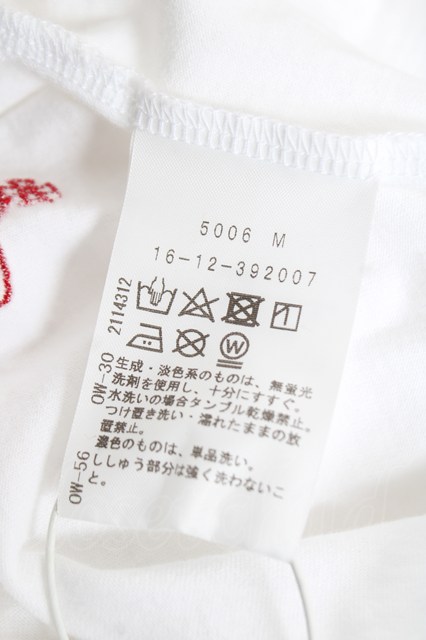 5006 M
16-12-392007
2114312
OW-30
生成・淡色系のものは、無蛍光
洗剤を使用し、十分にすすぐ。
水洗いの場合タンブル乾燥禁止。
つけ置き洗い・濡れたままの放
置禁止。
濃色のものは、単品洗い。
ししゅう部分は強く洗わないこ
と。
OW-56
W